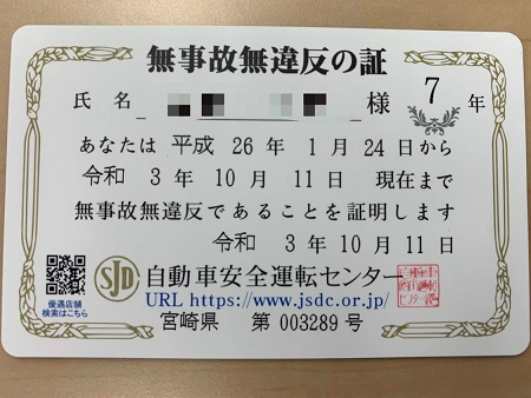 無事故無違反の証
氏名 様 7年
あなたは 平成 26 年 1 月 24 日から
令和 3 年 10 月 11 日 現在まで
無事故無違反であることを証明します
令和 3 年 10 月 11 日
優遇店舗
検索はこちら
SJD 自動車安全運転センター
URL https://www.jsdc.or.jp/
宮崎県 第 003289 号